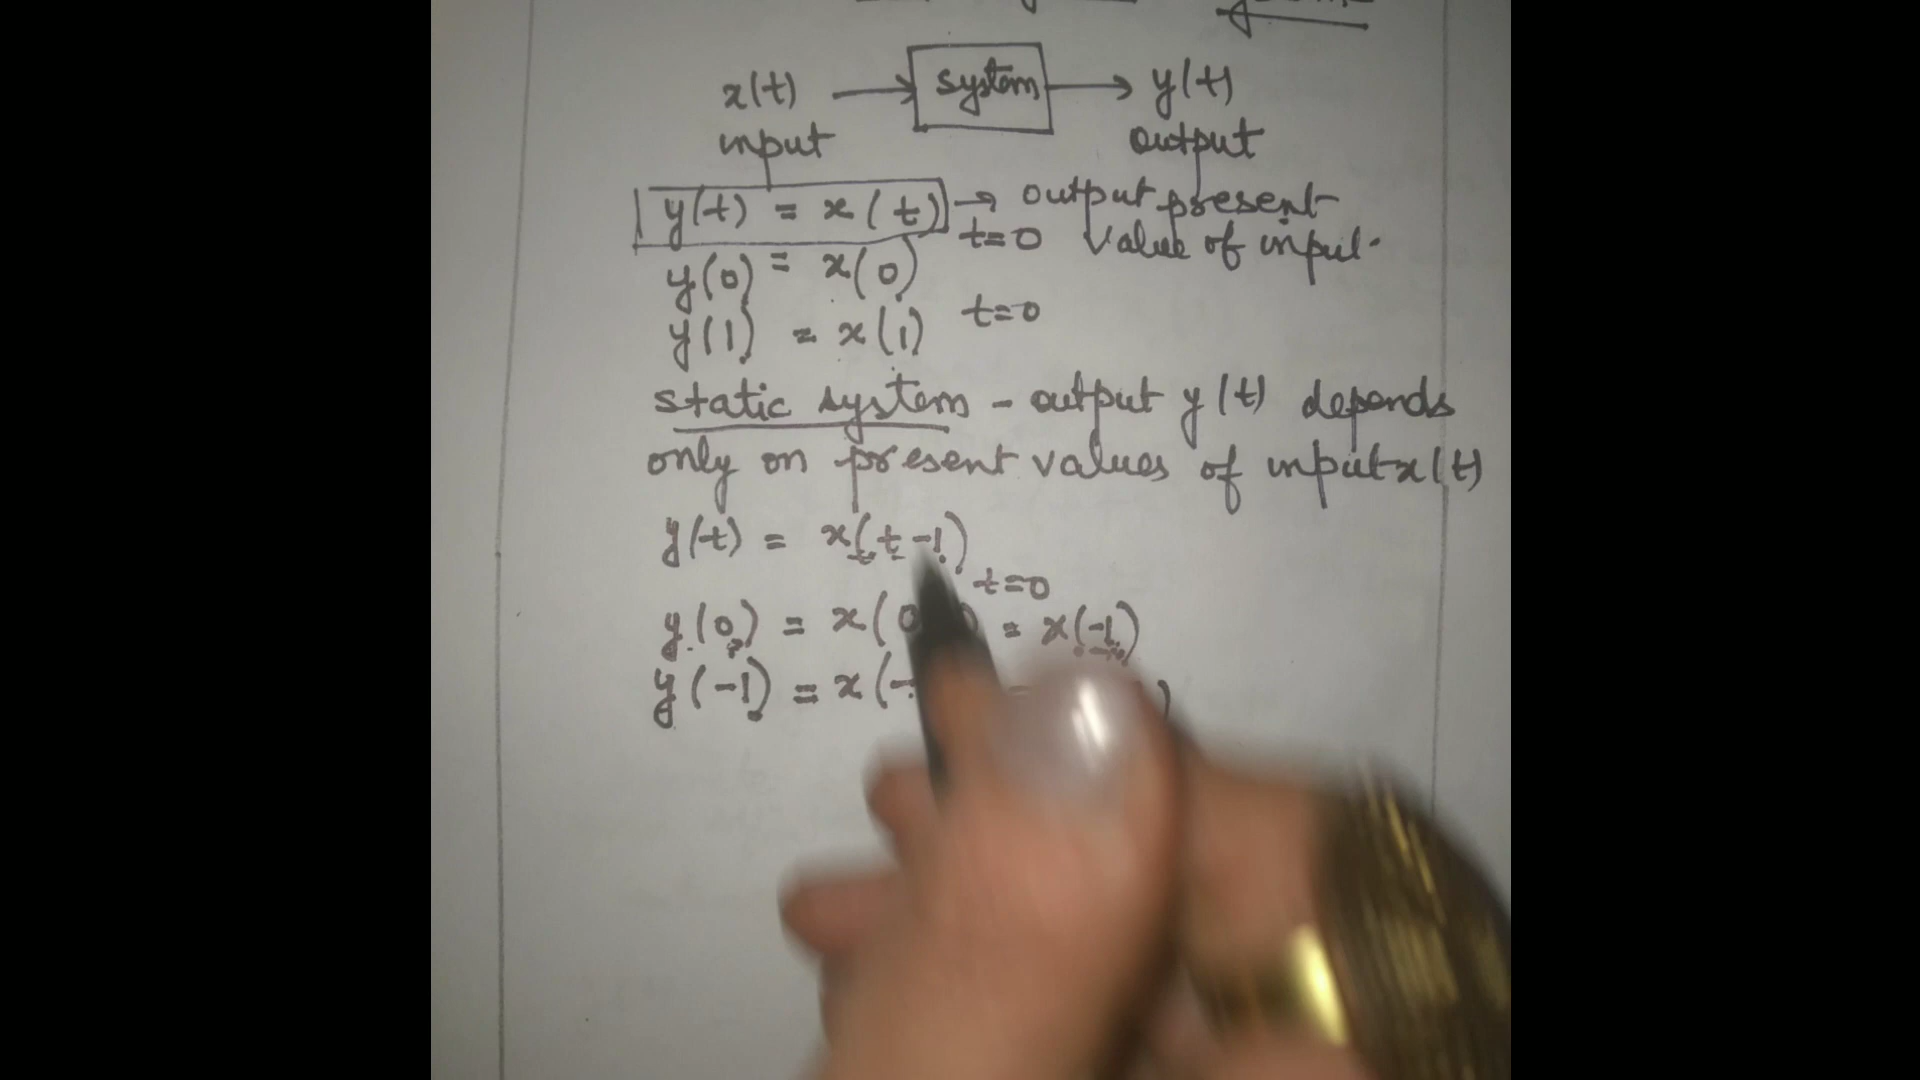 x(t) → system → y(t)
input output
y(t) = x(t) → output present
t=0 value of input.
y(0) = x(0)
t=0
y(1) = x(1)
static system - output y(t) depends
only on present values of input x(t)
y(t) = x(t-1)
t=0
y(0) = x(0 = x(-1)
y(-1) = x(-